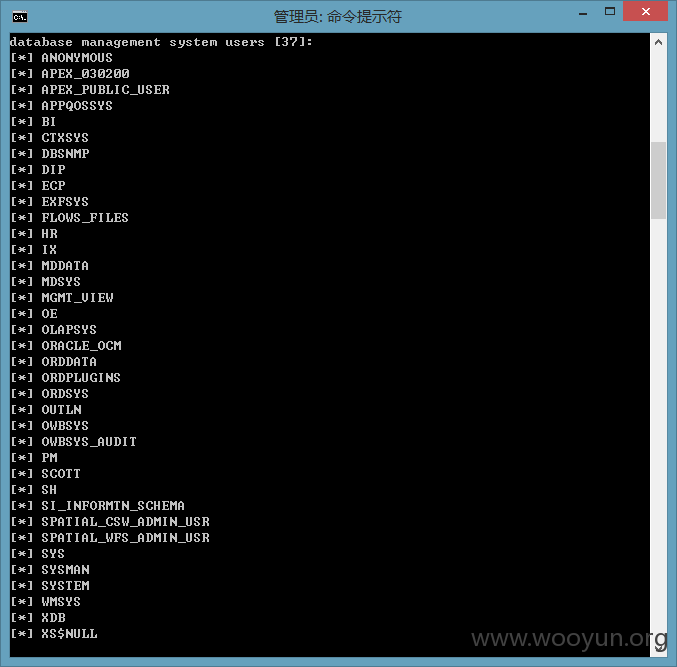 管理员: 命令提示符
database management system users [37]:
[*] ANONYMOUS
[*] APEX_030200
[*] APEX_PUBLIC_USER
[*] APPQOSSYS
[*] BI
[*] CTXSYS
[*] DBSNMP
[*] DIP
[*] ECP
[*] EXFSYS
[*] FLOWS_FILES
[*] HR
[*] IX
[*] MDDATA
[*] MDSYS
[*] MGMT_VIEW
[*] OE
[*] OLAPSYS
[*] ORACLE_OCM
[*] ORDDATA
[*] ORDPLUGINS
[*] ORDSYS
[*] OUTLN
[*] OWBSYS
[*] OWBSYS_AUDIT
[*] PM
[*] SCOTT
[*] SH
[*] SI_INFORMTN_SCHEMA
[*] SPATIAL_CSW_ADMIN_USR
[*] SPATIAL_WFS_ADMIN_USR
[*] SYS
[*] SYSMAN
[*] SYSTEM
[*] WMSYS
[*] XDB
[*] XS$NULL
www.wooyun.org